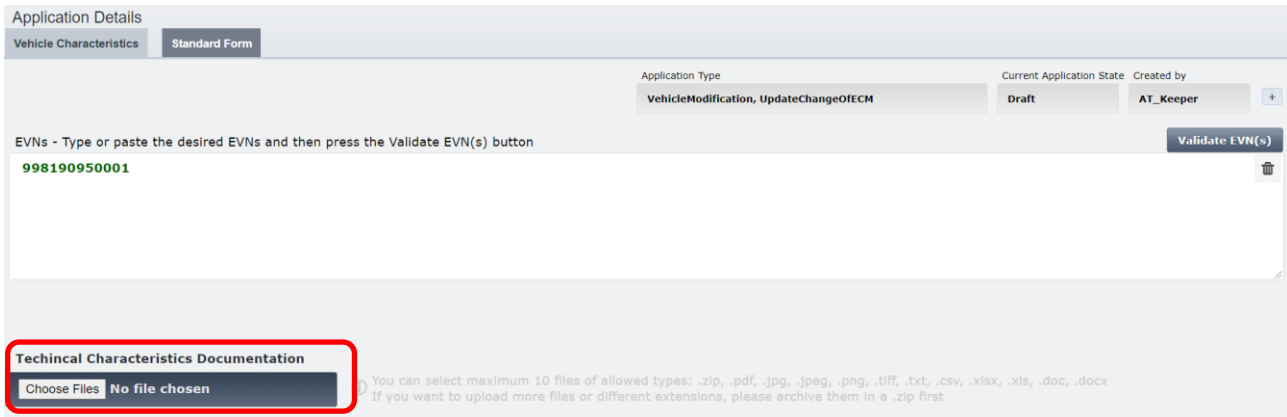 Application Details
Vehicle Characteristics Standard Form
Application Type Current Application State Created by
VehicleModification, UpdateChangeOfECM Draft AT_Keeper +
EVNs - Type or paste the desired EVNs and then press the Validate EVN(s) button Validate EVN(s)
998190950001
Techincal Characteristics Documentation
Choose Files No file chosen
You can select maximum 10 files of allowed types: .zip, .pdf, .jpg, .jpeg, .png, .tiff, .txt, .csv, .xlsx, .xls, .doc, .docx
If you want to upload more files or different extensions, please archive them in a .zip first